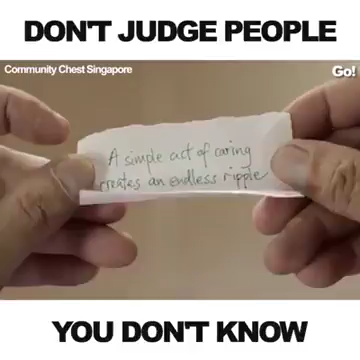 DON'T JUDGE PEOPLE
Community Chest Singapore Go!
A simple act of caring
creates an endless ripple
YOU DON'T KNOW